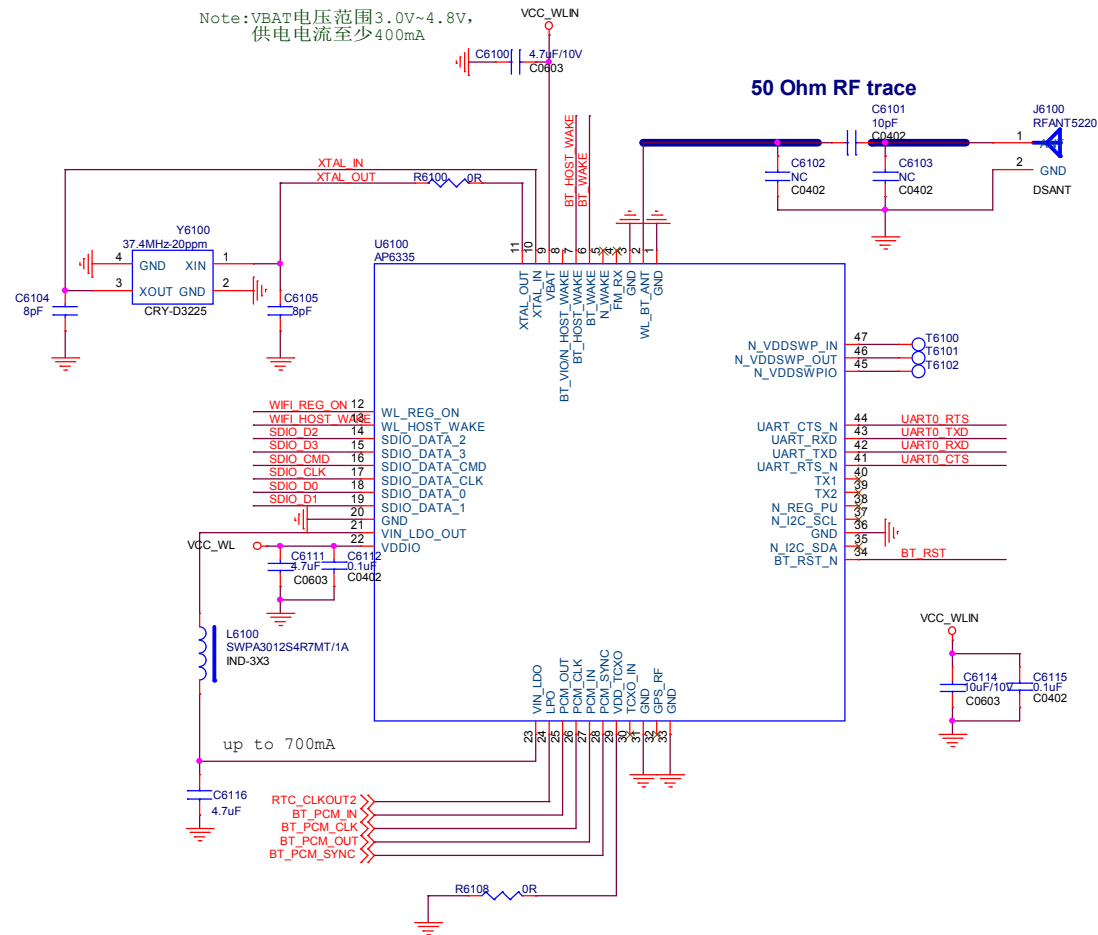 Note:VBAT电压范围3.0V~4.8V,
供电电流至少400mA
VCC_WLIN
C6100
4.7uF/10V
C0603
50 Ohm RF trace
C6101
10pF
C0402
J6100
RFANT5220
1
2
GND
DSANT
C6102
NC
C0402
C6103
NC
C0402
BT_HOST_WAKE
BT_WAKE
XTAL_IN
XTAL_OUT
R6100
0R
Y6100
37.4MHz-20ppm
4 GND XIN 1
3 XOUT GND 2
CRY-D3225
C6104
8pF
C6105
8pF
U6100
AP6335
11 XTAL_OUT
10 XTAL_IN
9 VBAT
8 BT_VIO/N_HOST_WAKE
7 BT_HOST_WAKE
6 BT_WAKE
5 N_WAKE
4 FM_RX
3 GND
2 WL_BT_ANT
1 GND
N_VDDSWP_IN 47 T6100
N_VDDSWP_OUT 46 T6101
N_VDDSWPIO 45 T6102
WIFI_REG_ON 12 WL_REG_ON
WIFI_HOST_WAKE 13 WL_HOST_WAKE
SDIO_D2 14 SDIO_DATA_2
SDIO_D3 15 SDIO_DATA_3
SDIO_CMD 16 SDIO_DATA_CMD
SDIO_CLK 17 SDIO_DATA_CLK
SDIO_D0 18 SDIO_DATA_0
SDIO_D1 19 SDIO_DATA_1
20 GND
21 VIN_LDO_OUT
VCC_WL 22 VDDIO
UART_CTS_N 44 UART0_RTS
UART_RXD 43 UART0_TXD
UART_TXD 42 UART0_RXD
UART_RTS_N 41 UART0_CTS
TX1 40
TX2 39
N_REG_PU 38
N_I2C_SCL 37
GND 36
N_I2C_SDA 35
BT_RST_N 34 BT_RST
C6111
4.7uF
C0603
C6112
0.1uF
C0402
L6100
SWPA3012S4R7MT/1A
IND-3X3
VCC_WLIN
C6114
10uF/10V
C0603
C6115
0.1uF
C0402
VIN_LDO 23
LPO 24
PCM_OUT 25
PCM_CLK 26
PCM_IN 27
PCM_SYNC 28
VDD_TCXO 29
TCXO_IN 30
GND 31
GPS_RF 32
GND 33
up to 700mA
C6116
4.7uF
RTC_CLKOUT2
BT_PCM_IN
BT_PCM_CLK
BT_PCM_OUT
BT_PCM_SYNC
R6108
0R